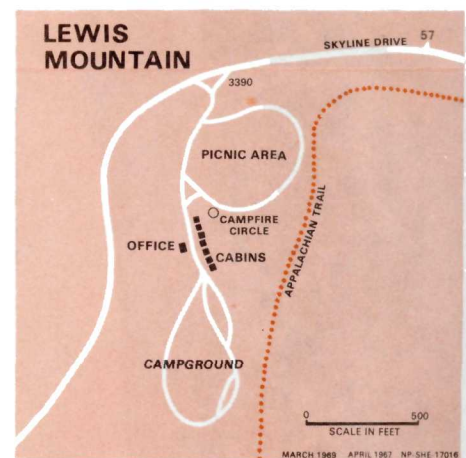 LEWIS
MOUNTAIN
SKYLINE DRIVE
57
3390
PICNIC AREA
CAMPFIRE
CIRCLE
OFFICE
CABINS
APPALACHIAN TRAIL
CAMPGROUND
0 500
SCALE IN FEET
MARCH 1969 APRIL 1967 NP-SHE-17016